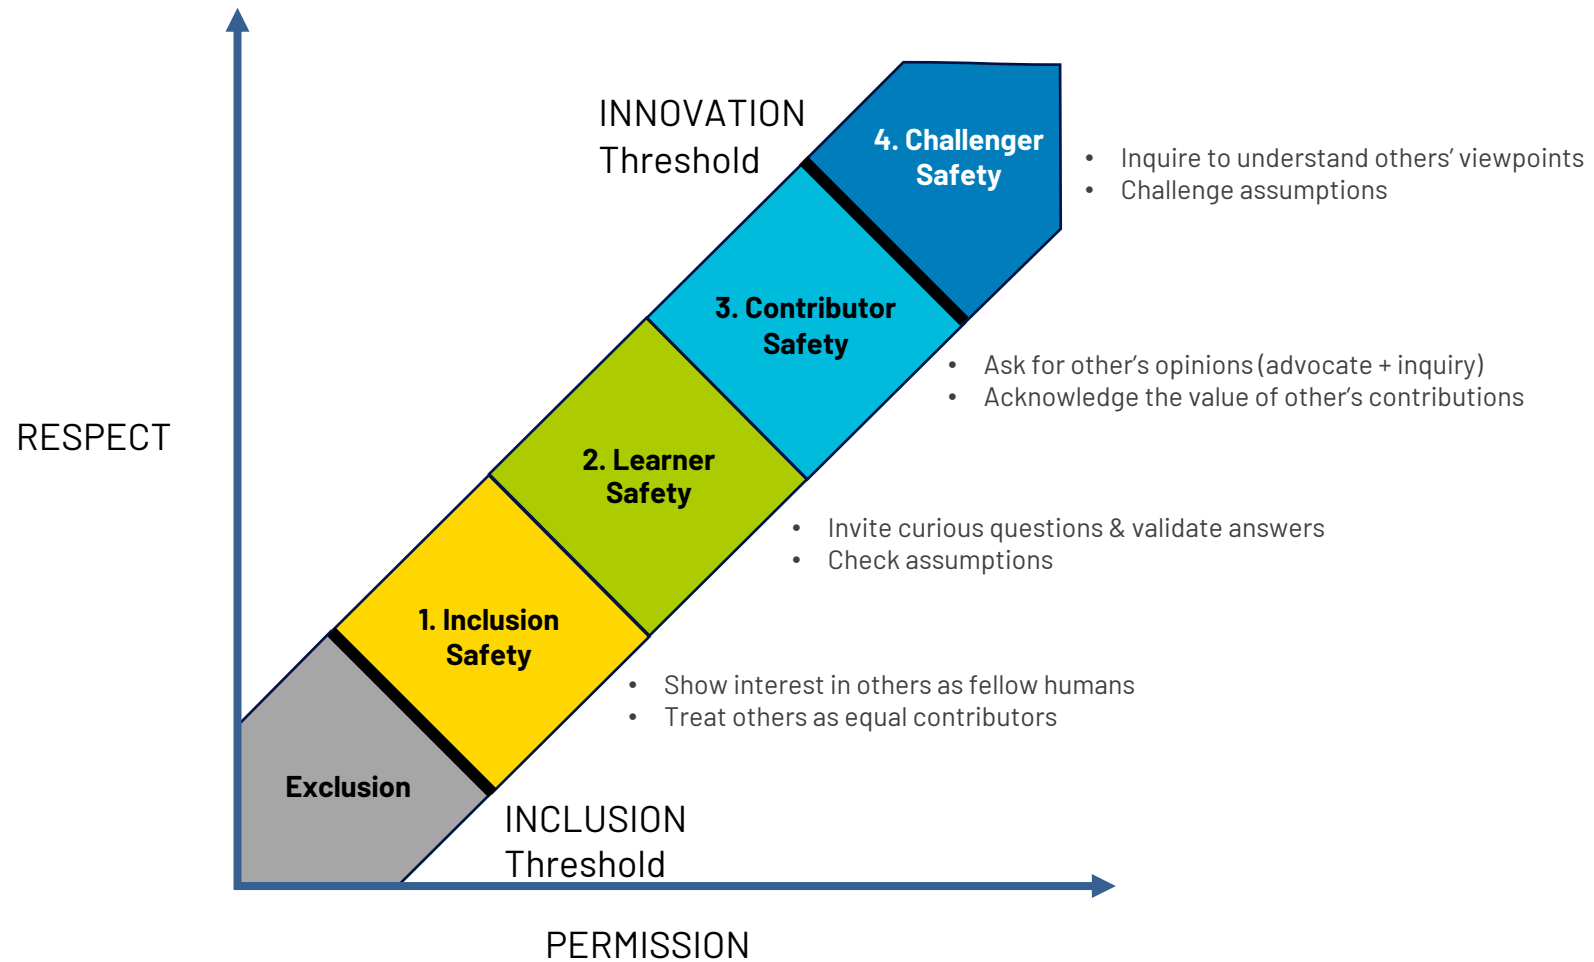 INNOVATION
Threshold
4. Challenger
Safety
• Inquire to understand others’ viewpoints
• Challenge assumptions
3. Contributor
Safety
• Ask for other’s opinions (advocate + inquiry)
• Acknowledge the value of other’s contributions
RESPECT
2. Learner
Safety
• Invite curious questions & validate answers
• Check assumptions
1. Inclusion
Safety
• Show interest in others as fellow humans
• Treat others as equal contributors
Exclusion
INCLUSION
Threshold
PERMISSION